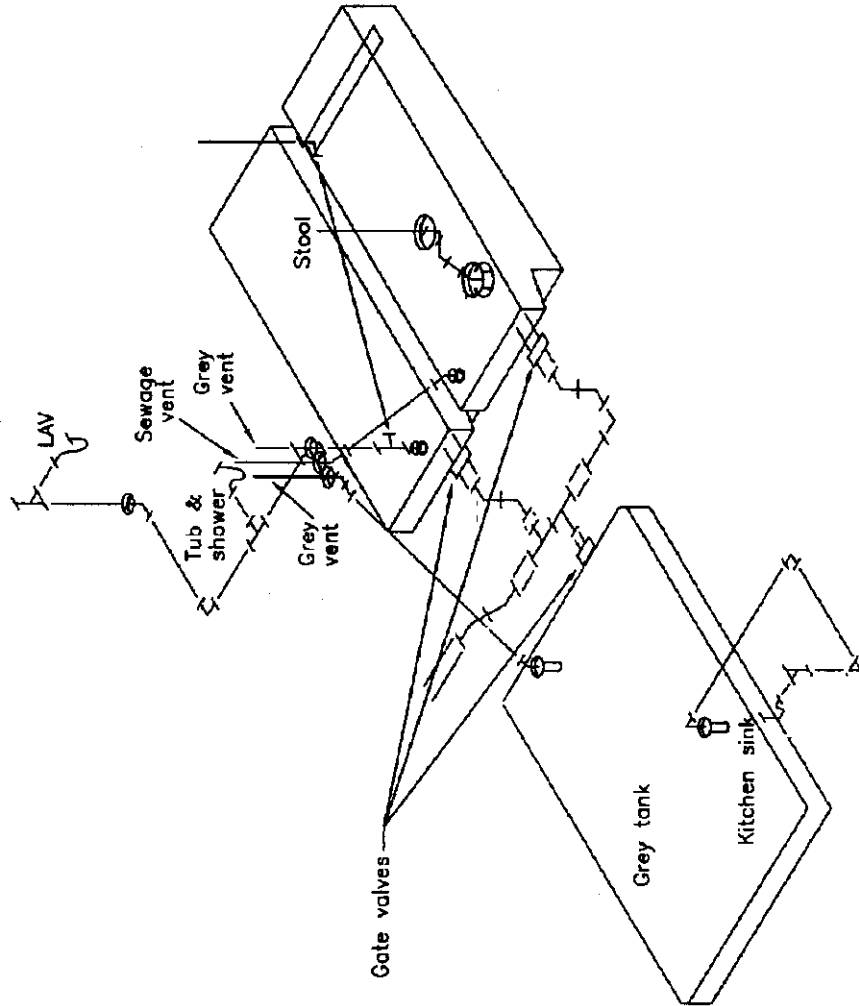 LAV
Sewage
vent
Grey
vent
Tub &
shower
Grey
vent
Stool
Gate valves
Grey tank
Kitchen sink